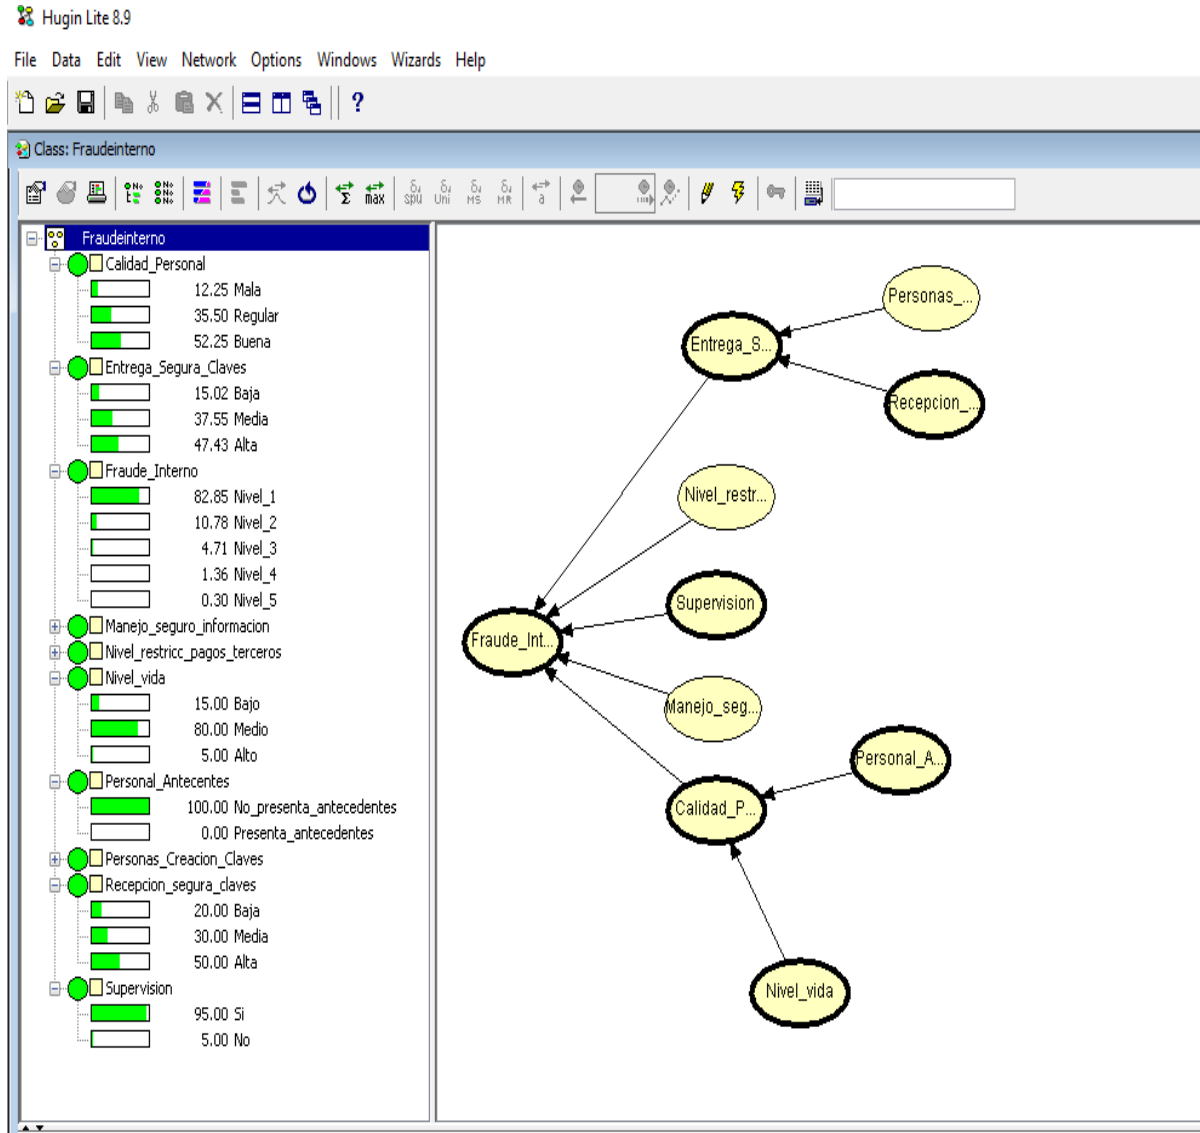 Hugin Lite 8.9
File Data Edit View Network Options Windows Wizards Help
?
Class: Fraudeinterno
Σ max spu Uni MS MR a
Fraudeinterno
Calidad_Personal
12.25 Mala
35.50 Regular
52.25 Buena
Entrega_Segura_Claves
15.02 Baja
37.55 Media
47.43 Alta
Fraude_Interno
82.85 Nivel_1
10.78 Nivel_2
4.71 Nivel_3
1.36 Nivel_4
0.30 Nivel_5
Manejo_seguro_informacion
Nivel_restricc_pagos_terceros
Nivel_vida
15.00 Bajo
80.00 Medio
5.00 Alto
Personal_Antecentes
100.00 No_presenta_antecedentes
0.00 Presenta_antecedentes
Personas_Creacion_Claves
Recepcion_segura_claves
20.00 Baja
30.00 Media
50.00 Alta
Supervision
95.00 Si
5.00 No
Personas_...
Entrega_S...
Recepcion_...
Nivel_restr...
Supervision
Fraude_Int...
Manejo_seg...
Personal_A...
Calidad_P...
Nivel_vida